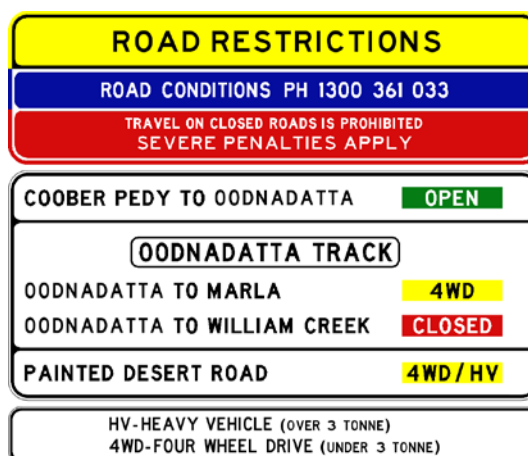 ROAD RESTRICTIONS
ROAD CONDITIONS PH 1300 361 033
TRAVEL ON CLOSED ROADS IS PROHIBITED
SEVERE PENALTIES APPLY
COOBER PEDY TO OODNADATTA OPEN
OODNADATTA TRACK
OODNADATTA TO MARLA 4WD
OODNADATTA TO WILLIAM CREEK CLOSED
PAINTED DESERT ROAD 4WD/HV
HV-HEAVY VEHICLE (OVER 3 TONNE)
4WD-FOUR WHEEL DRIVE (UNDER 3 TONNE)